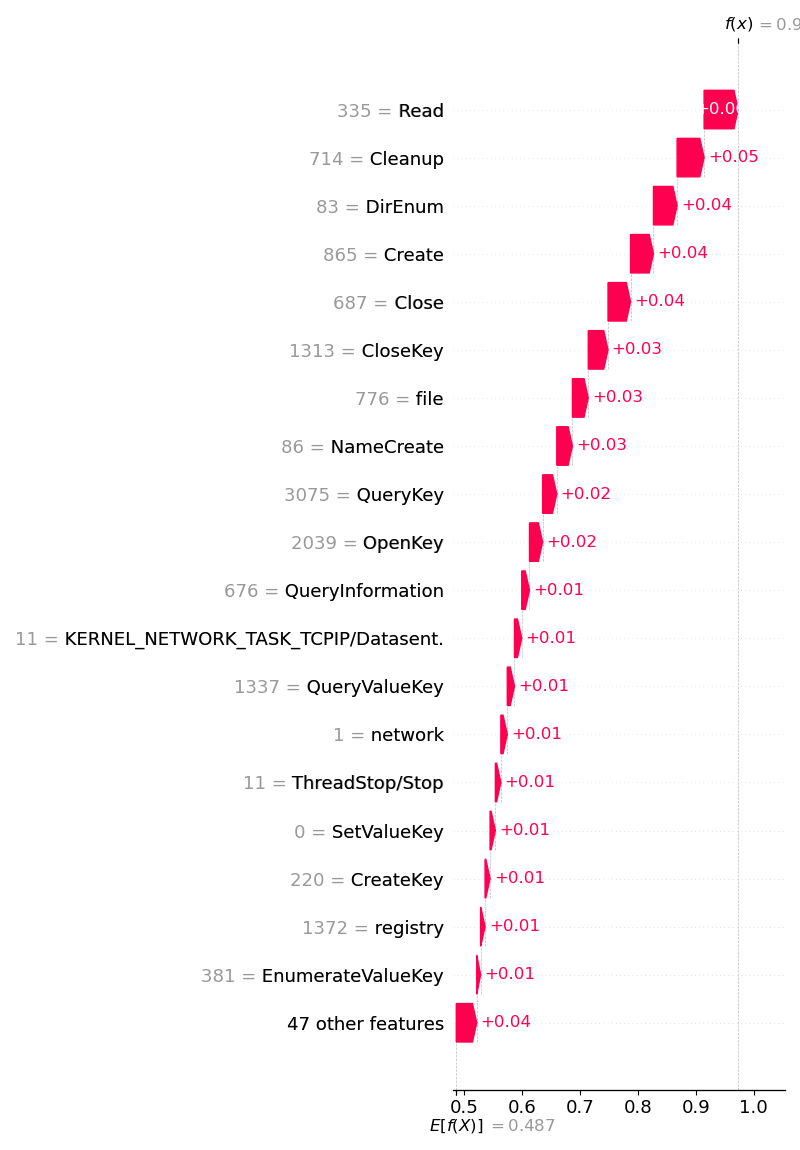 f(x) = 0.9
335 = Read +0.0
714 = Cleanup +0.05
83 = DirEnum +0.04
865 = Create +0.04
687 = Close +0.04
1313 = CloseKey +0.03
776 = file +0.03
86 = NameCreate +0.03
3075 = QueryKey +0.02
2039 = OpenKey +0.02
676 = QueryInformation +0.01
11 = KERNEL_NETWORK_TASK_TCPIP/Datasent. +0.01
1337 = QueryValueKey +0.01
1 = network +0.01
11 = ThreadStop/Stop +0.01
0 = SetValueKey +0.01
220 = CreateKey +0.01
1372 = registry +0.01
381 = EnumerateValueKey +0.01
47 other features +0.04
0.5 0.6 0.7 0.8 0.9 1.0
E[f(X)] = 0.487